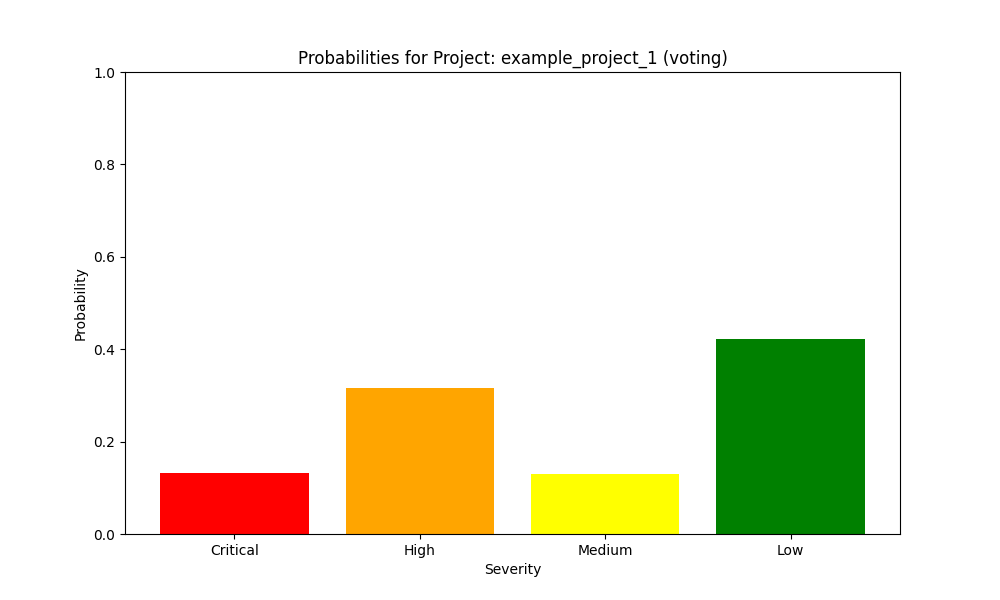 Probabilities for Project: example_project_1 (voting)
1.0
0.8
0.6
0.4
0.2
0.0
Probability
Critical High Medium Low
Severity